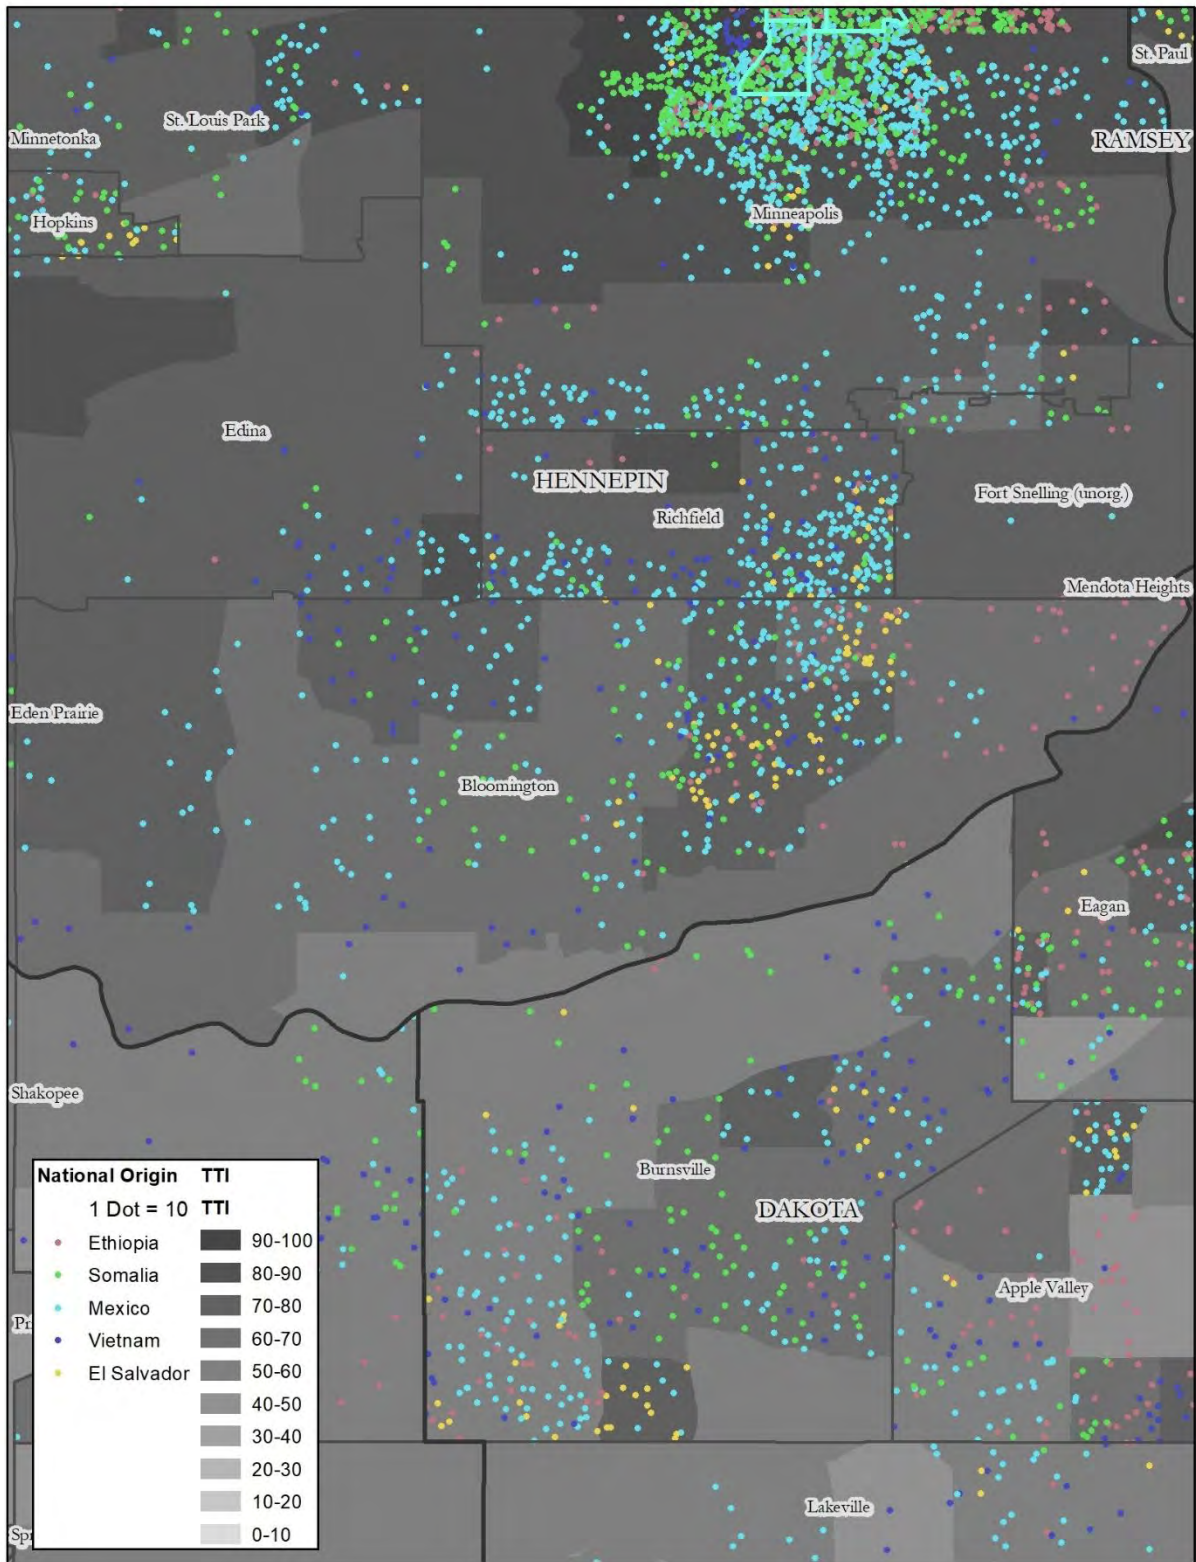 St. Paul
St. Louis Park
Minnetonka
RAMSEY
Hopkins
Minneapolis
Edina
HENNEPIN
Fort Snelling (unorg.)
Richfield
Mendota Heights
Eden Prairie
Bloomington
Eagan
Shakopee
Burnsville
DAKOTA
Apple Valley
Lakeville
Pri
Spr
National Origin TTI
1 Dot = 10 TTI
Ethiopia 90-100
Somalia 80-90
Mexico 70-80
Vietnam 60-70
El Salvador 50-60
40-50
30-40
20-30
10-20
0-10